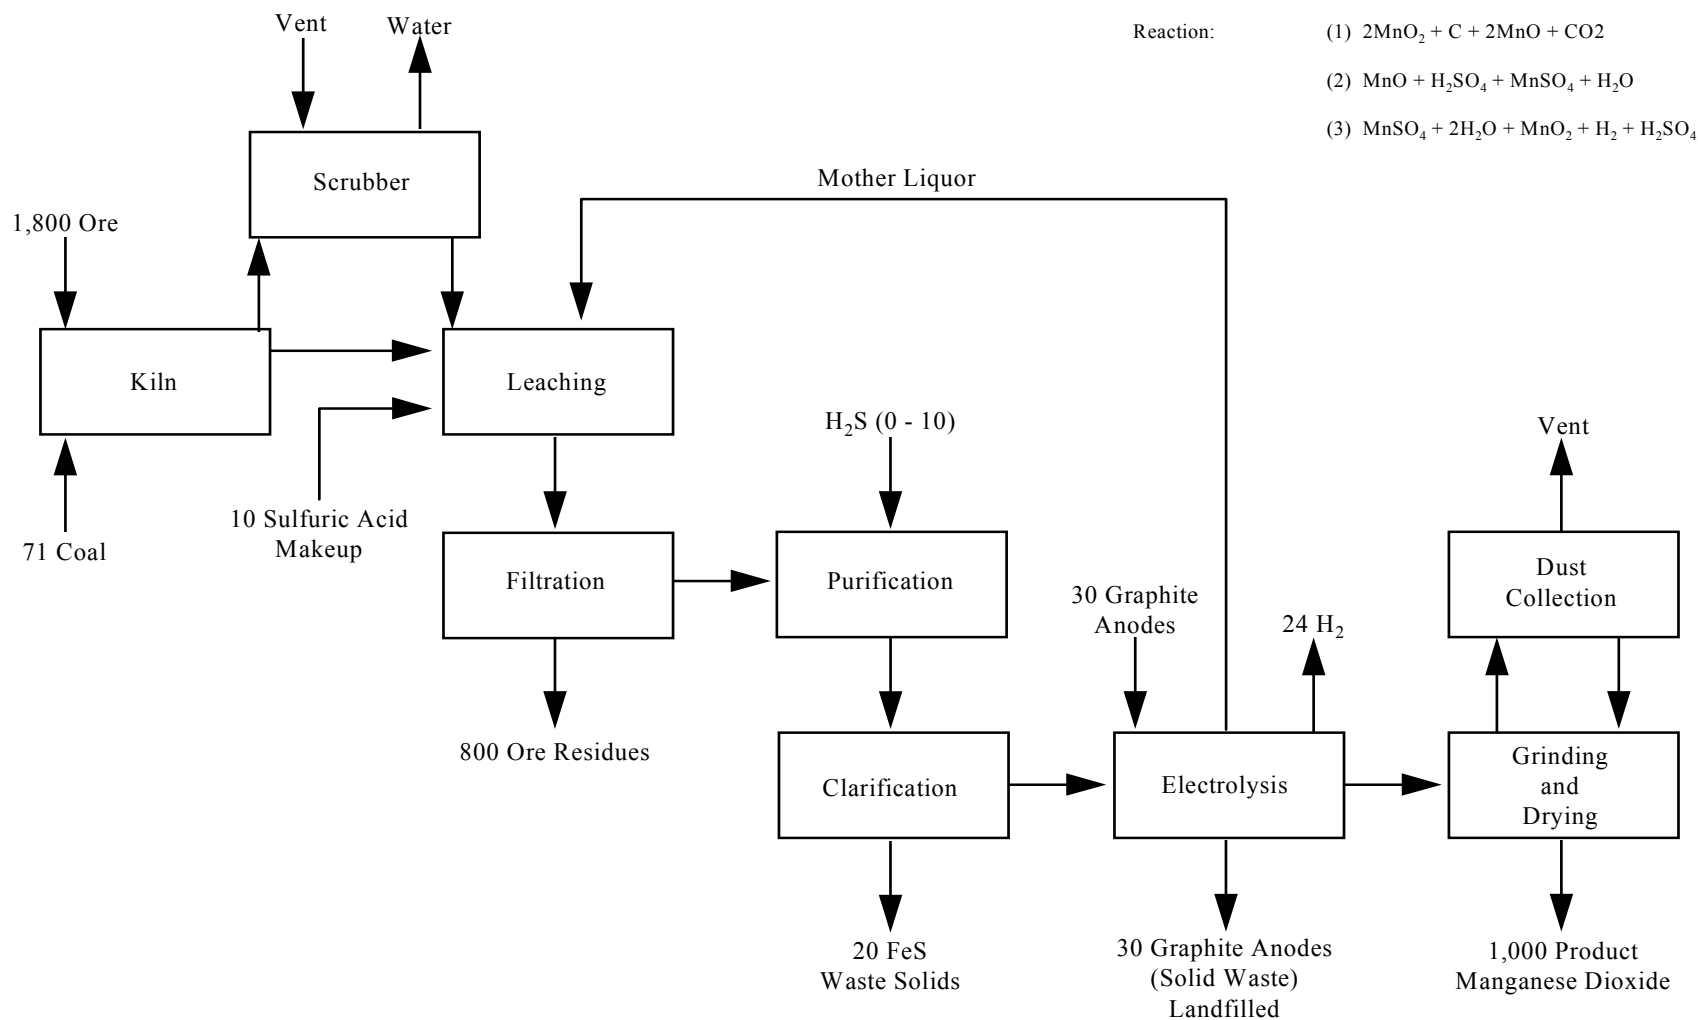 Vent
Water
Reaction:
(1) 2MnO₂ + C + 2MnO + CO2
(2) MnO + H₂SO₄ + MnSO₄ + H₂O
(3) MnSO₄ + 2H₂O + MnO₂ + H₂ + H₂SO₄
Scrubber
Mother Liquor
1,800 Ore
Kiln
Leaching
H₂S (0 - 10)
Vent
10 Sulfuric Acid
Makeup
71 Coal
Filtration
Purification
Dust
Collection
30 Graphite
Anodes
24 H₂
800 Ore Residues
Clarification
Electrolysis
Grinding
and
Drying
20 FeS
Waste Solids
30 Graphite Anodes
(Solid Waste)
Landfilled
1,000 Product
Manganese Dioxide